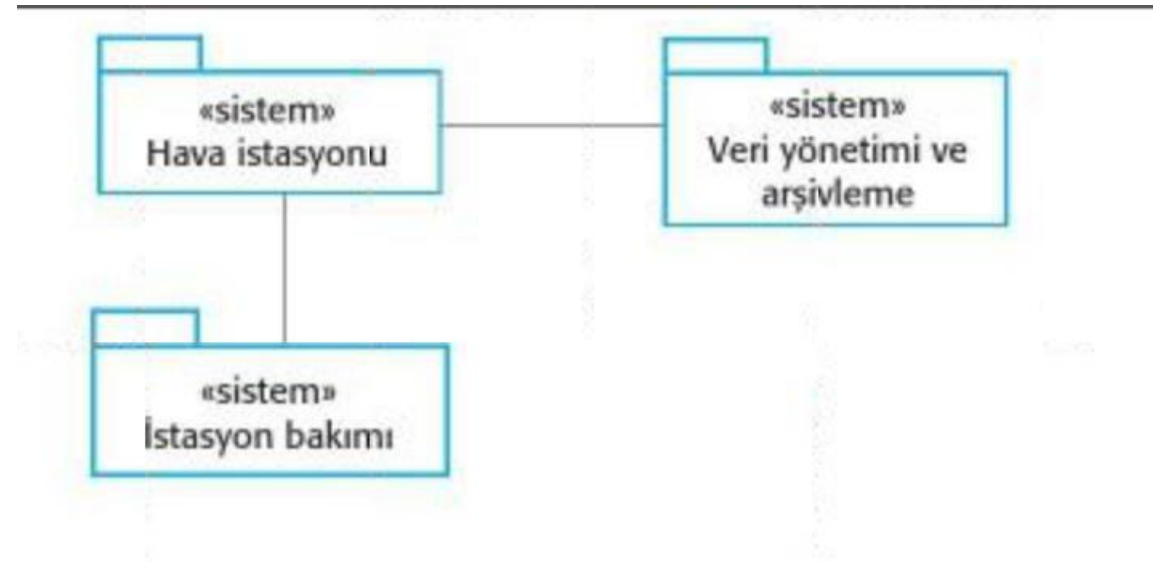 «sistem»
Hava istasyonu
«sistem»
Veri yönetimi ve
arşivleme
«sistem»
İstasyon bakımı